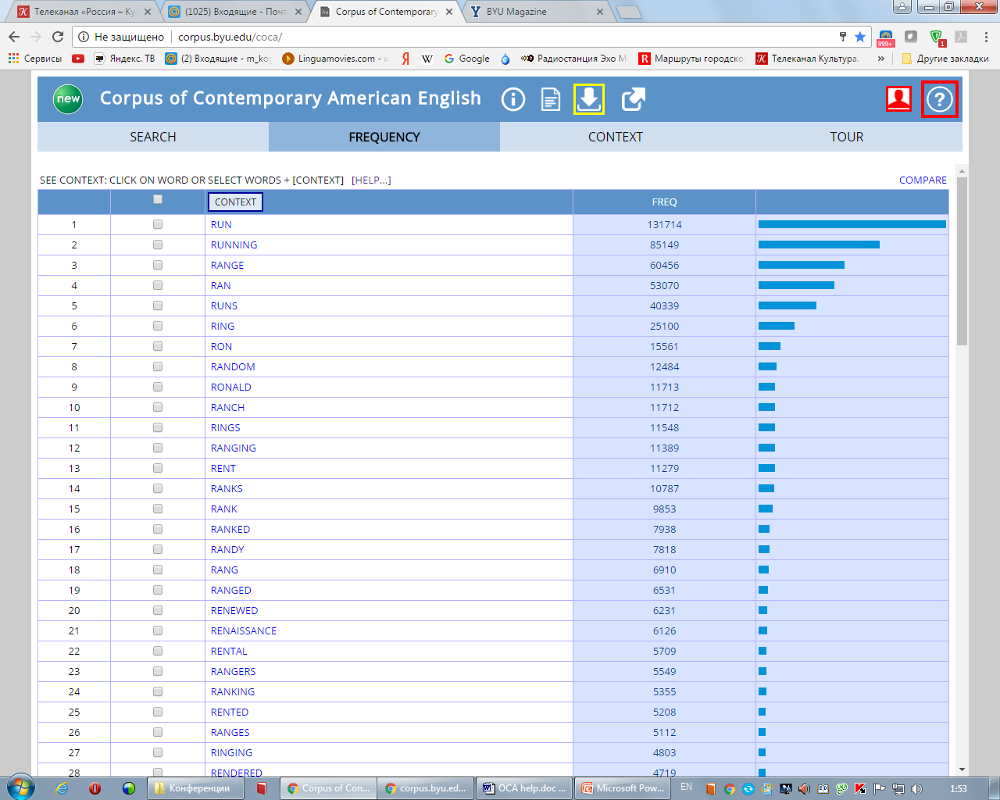 Телеканал «Россия – Ку
(1025) Входящие - Почт
Corpus of Contemporary
BYU Magazine
Не защищено
corpus.byu.edu/coca/
999+
1
Сервисы
Яндекс. ТВ
(2) Входящие - m_ko
Linguamovies.com - и
Google
Радиостанция Эхо М
Маршруты городско
Телеканал Культура.
»
Другие закладки
new
Corpus of Contemporary American English
SEARCH
FREQUENCY
CONTEXT
TOUR
SEE CONTEXT: CLICK ON WORD OR SELECT WORDS + [CONTEXT] [HELP...]
COMPARE
CONTEXT FREQ
1 RUN 131714
2 RUNNING 85149
3 RANGE 60456
4 RAN 53070
5 RUNS 40339
6 RING 25100
7 RON 15561
8 RANDOM 12484
9 RONALD 11713
10 RANCH 11712
11 RINGS 11548
12 RANGING 11389
13 RENT 11279
14 RANKS 10787
15 RANK 9853
16 RANKED 7938
17 RANDY 7818
18 RANG 6910
19 RANGED 6531
20 RENEWED 6231
21 RENAISSANCE 6126
22 RENTAL 5709
23 RANGERS 5549
24 RANKING 5355
25 RENTED 5208
26 RANGES 5112
27 RINGING 4803
28 RENDERED 4719
Конференции
Corpus of Con...
corpus.byu.ed...
OCA help.doc ...
Microsoft Pow...
EN
1:53